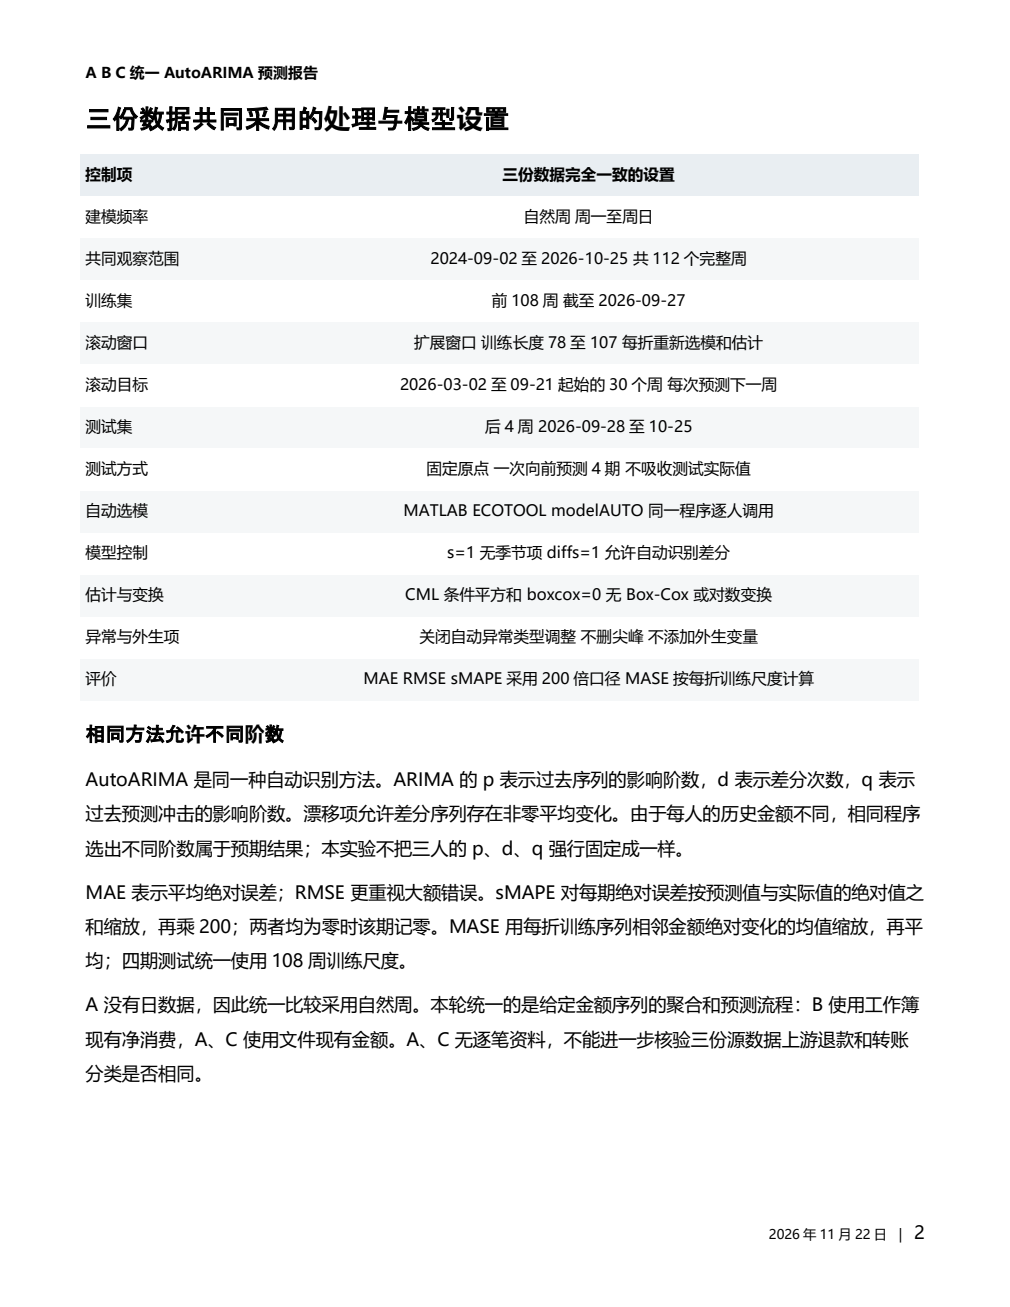 A B C 统一 AutoARIMA 预测报告
三份数据共同采用的处理与模型设置
控制项 三份数据完全一致的设置
建模频率 自然周 周一至周日
共同观察范围 2024-09-02 至 2026-10-25 共 112 个完整周
训练集 前 108 周 截至 2026-09-27
滚动窗口 扩展窗口 训练长度 78 至 107 每折重新选模和估计
滚动目标 2026-03-02 至 09-21 起始的 30 个周 每次预测下一周
测试集 后 4 周 2026-09-28 至 10-25
测试方式 固定原点 一次向前预测 4 期 不吸收测试实际值
自动选模 MATLAB ECOTOOL modelAUTO 同一程序逐人调用
模型控制 s=1 无季节项 diffs=1 允许自动识别差分
估计与变换 CML 条件平方和 boxcox=0 无 Box-Cox 或对数变换
异常与外生项 关闭自动异常类型调整 不删尖峰 不添加外生变量
评价 MAE RMSE sMAPE 采用 200 倍口径 MASE 按每折训练尺度计算
相同方法允许不同阶数
AutoARIMA 是同一种自动识别方法。ARIMA 的 p 表示过去序列的影响阶数，d 表示差分次数，q 表示
过去预测冲击的影响阶数。漂移项允许差分序列存在非零平均变化。由于每人的历史金额不同，相同程序
选出不同阶数属于预期结果；本实验不把三人的 p、d、q 强行固定成一样。
MAE 表示平均绝对误差；RMSE 更重视大额错误。sMAPE 对每期绝对误差按预测值与实际值的绝对值之
和缩放，再乘 200；两者均为零时该期记零。MASE 用每折训练序列相邻金额绝对变化的均值缩放，再平
均；四期测试统一使用 108 周训练尺度。
A 没有日数据，因此统一比较采用自然周。本轮统一的是给定金额序列的聚合和预测流程：B 使用工作簿
现有净消费，A、C 使用文件现有金额。A、C 无逐笔资料，不能进一步核验三份源数据上游退款和转账
分类是否相同。
2026 年 11 月 22 日 | 2